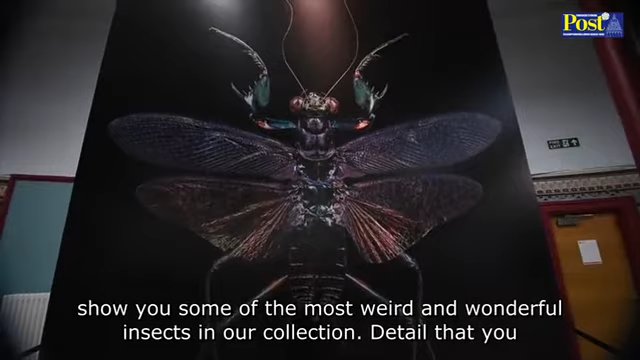 Post
show you some of the most weird and wonderful
insects in our collection. Detail that you